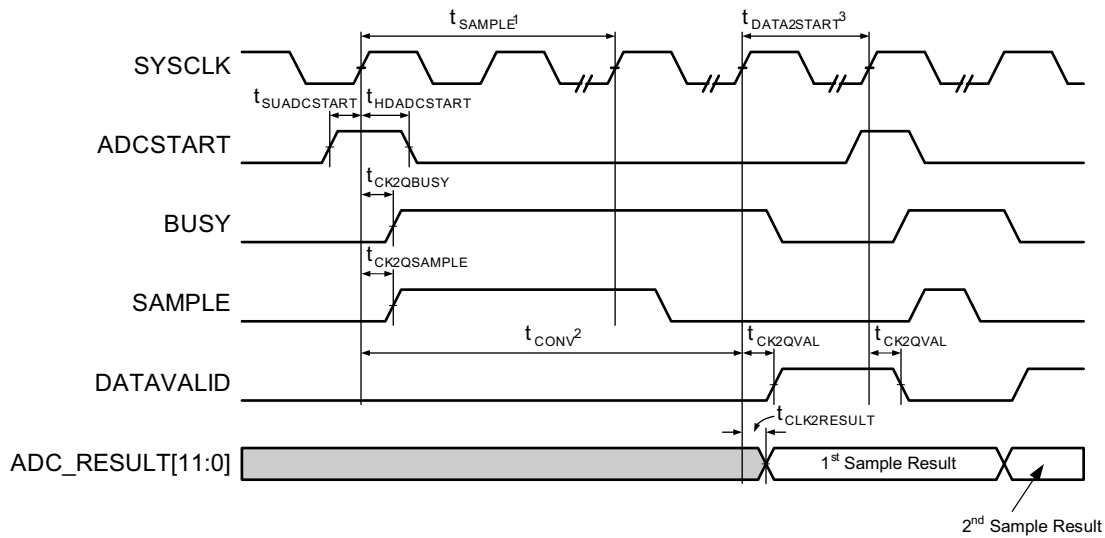 tSAMPLE1
tDATA2START3
SYSCLK
tSUADCSTART tHDADCSTART
ADCSTART
tCK2QBUSY
BUSY
tCK2QSAMPLE
SAMPLE
tCONV2
tCK2QVAL
tCK2QVAL
DATAVALID
tCLK2RESULT
ADC_RESULT[11:0]
1st Sample Result
2nd Sample Result